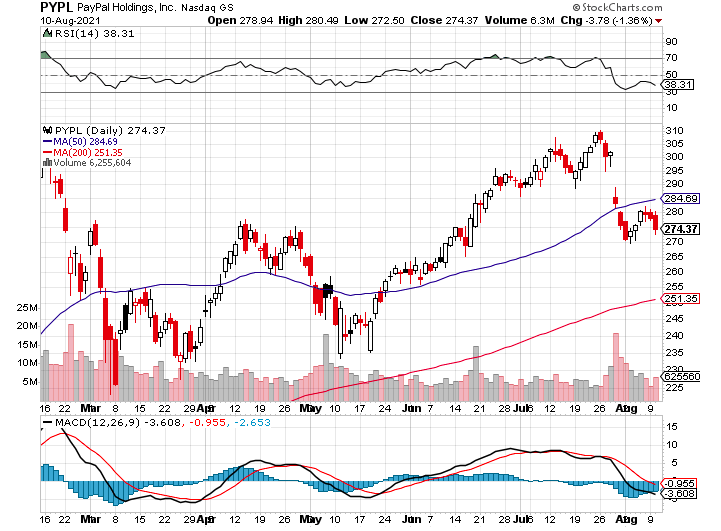 PYPL PayPal Holdings, Inc. Nasdaq GS © StockCharts.com
10-Aug-2021 Open 278.94 High 280.49 Low 272.50 Close 274.37 Volume 6.3M Chg -3.78 (-1.36%)
RSI(14) 38.31
90
70
50
38.31
30
10
PYPL (Daily) 274.37
MA(50) 284.69
MA(200) 251.35
Volume 6,255,604
310
305
300
295
290
284.69
280
274.37
270
265
260
255
251.35
245
240
235
230
225
25M
20M
15M
10M
5M
6255604
16 22 Mar 8 15 22 29 Apr 12 19 26 May 10 17 24 Jun 7 14 21 28 Jul 6 12 19 26 Aug 9
MACD(12,26,9) -3.608, -0.955, -2.653
15
10
5
-0.955
-3.608
16 22 Mar 8 15 22 29 Apr 12 19 26 May 10 17 24 Jun 7 14 21 28 Jul 6 12 19 26 Aug 9